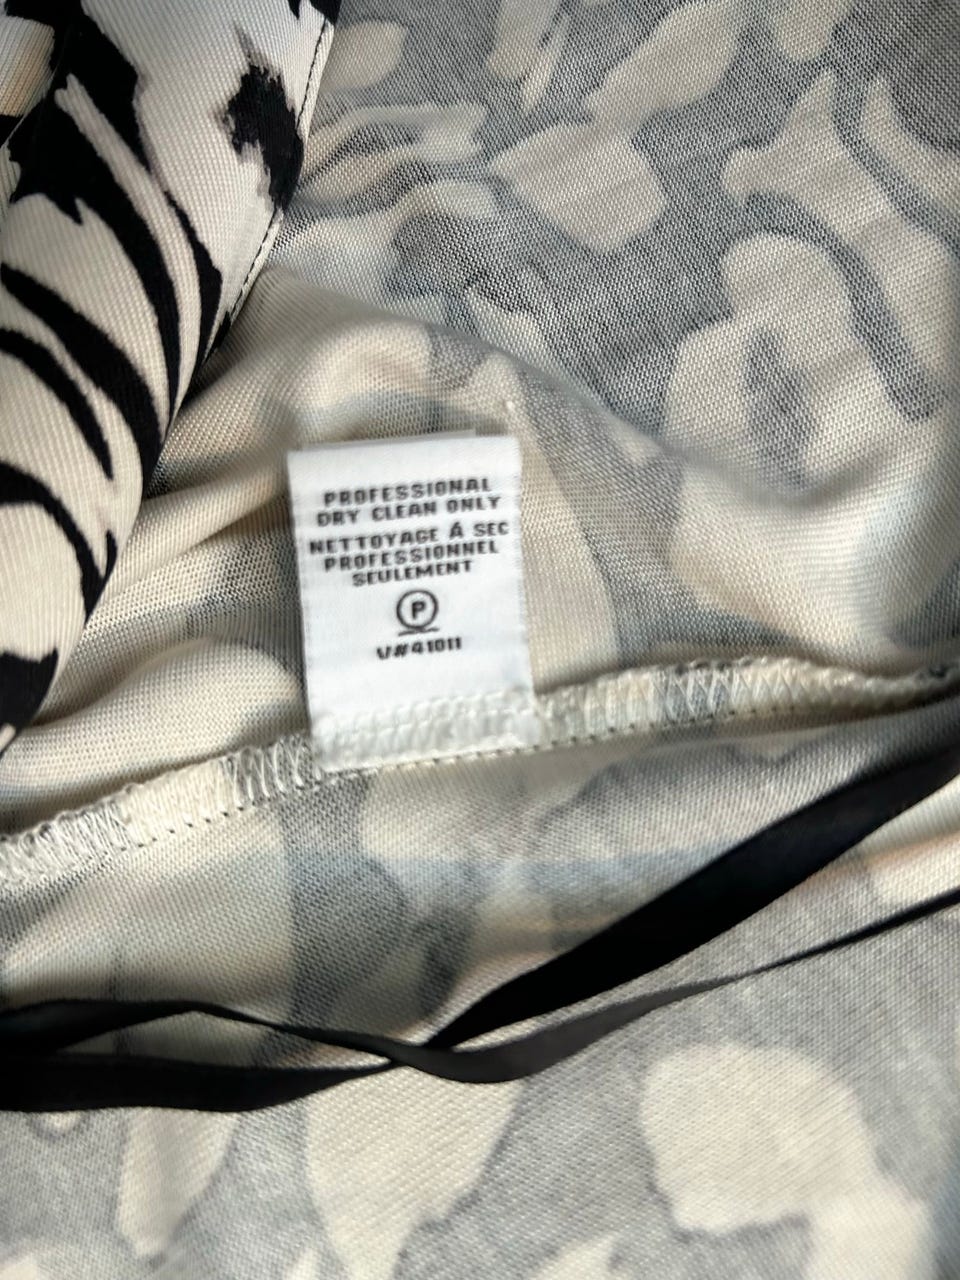 PROFESSIONAL
DRY CLEAN ONLY
NETTOYAGE Á SEC
PROFESSIONNEL
SEULEMENT
P
V#41011